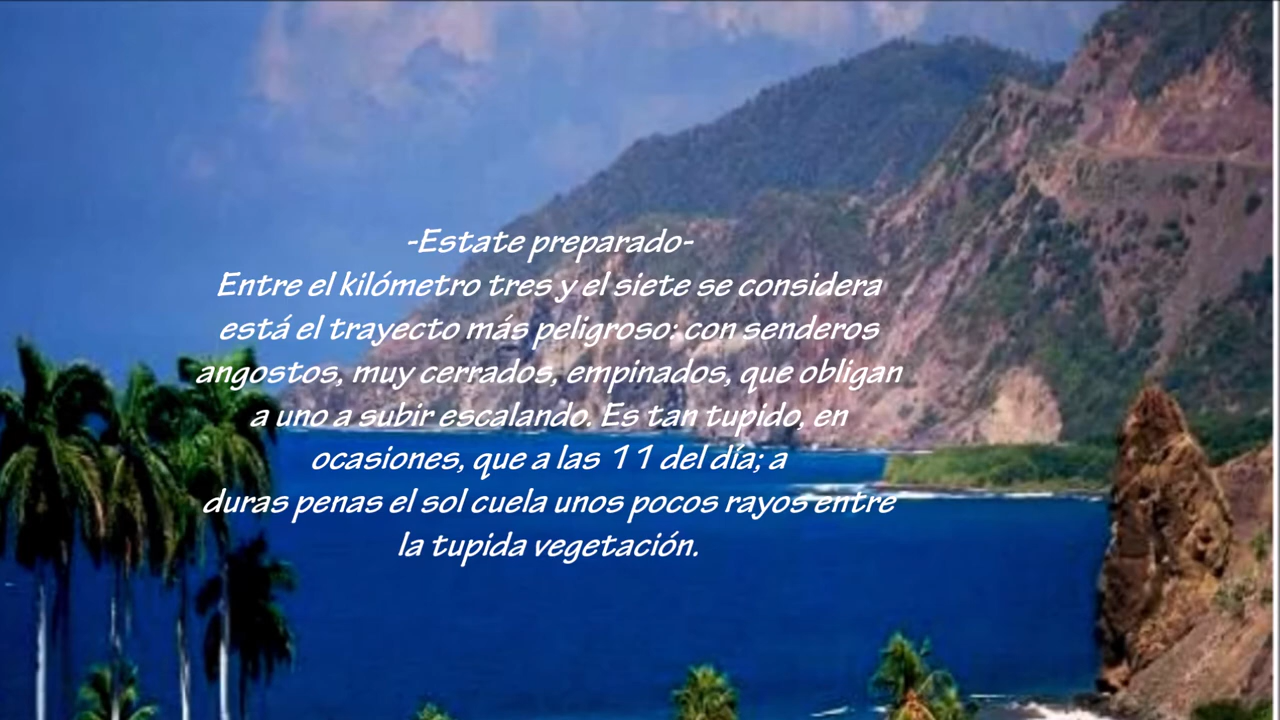 -Estate preparado-
Entre el kilómetro tres y el siete se considera
está el trayecto más peligroso: con senderos
angostos, muy cerrados, empinados, que obligan
a uno a subir escalando. Es tan tupido, en
ocasiones, que a las 11 del día; a
duras penas el sol cuela unos pocos rayos entre
la tupida vegetación.